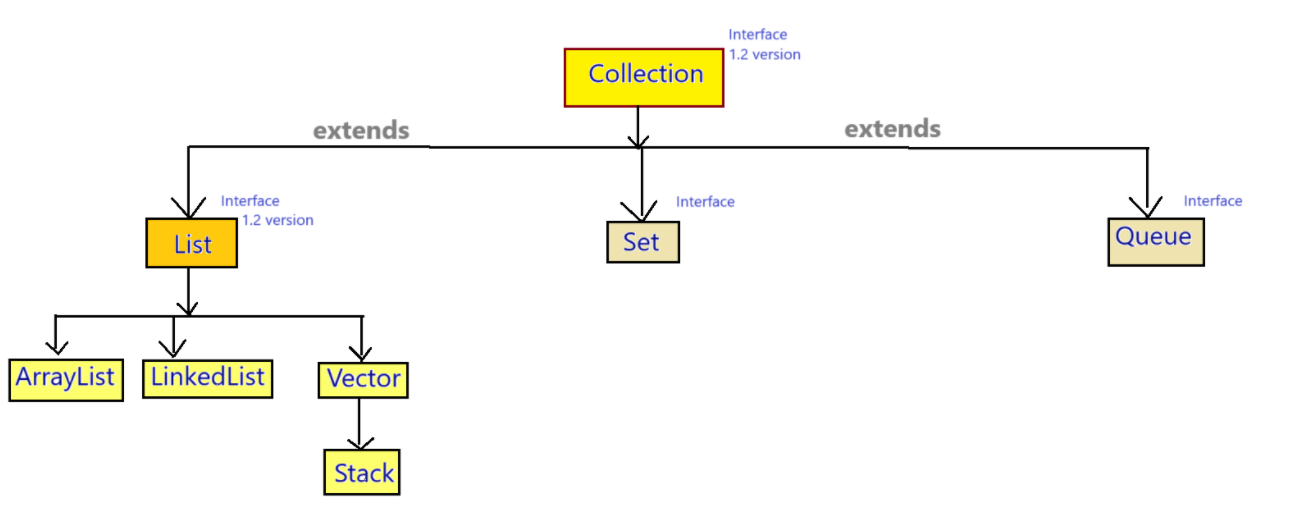 Interface
1.2 version
Collection
extends
extends
Interface
1.2 version
List
Interface
Set
Interface
Queue
ArrayList
LinkedList
Vector
Stack